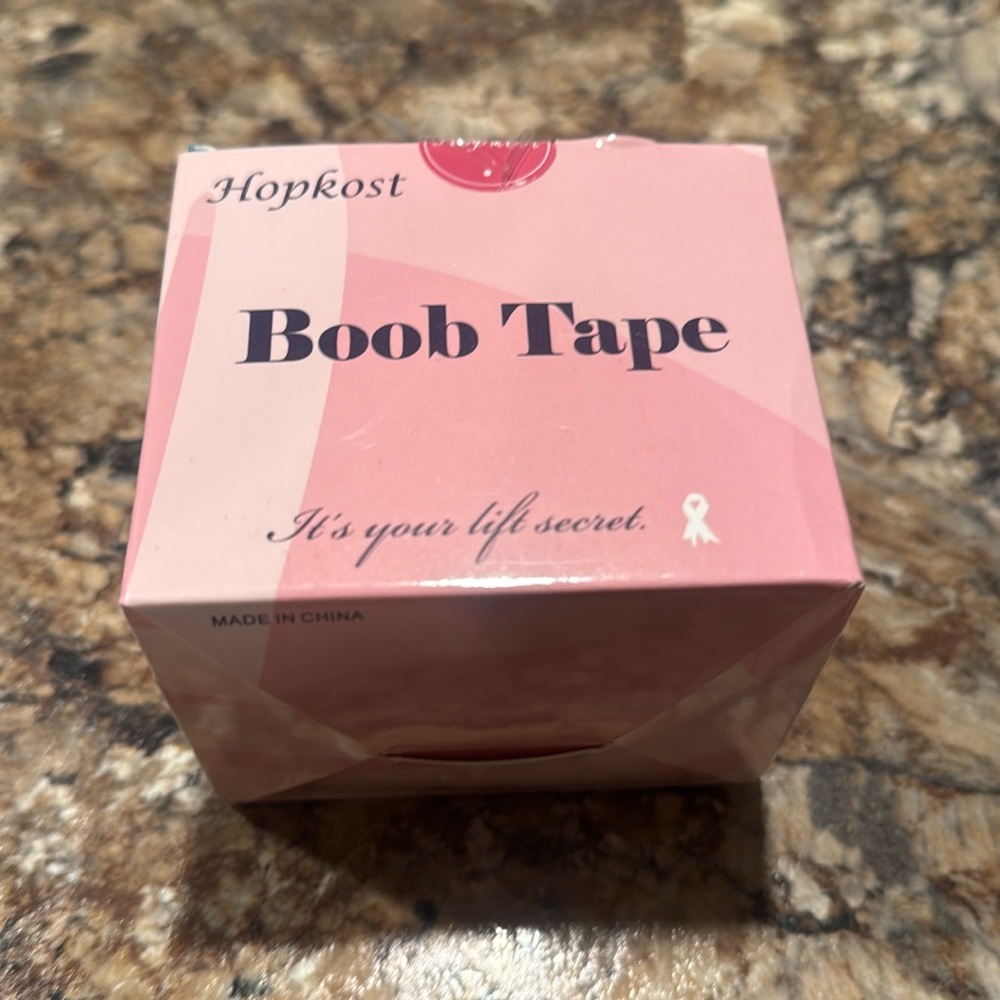 Hopkost
Boob Tape
It's your lift secret.
MADE IN CHINA